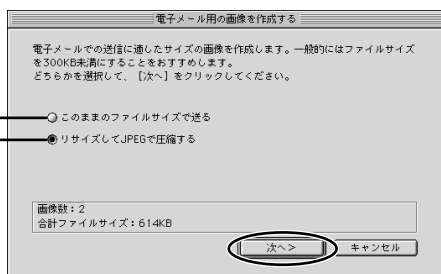 電子メール用の画像を作成する
電子メールでの送信に適したサイズの画像を作成します。一般的にはファイルサイズ
を300KB未満にすることをおすすめします。
どちらかを選択して、［次へ］をクリックしてください。
このままのファイルサイズで送る
リサイズしてJPEGで圧縮する
画像数：2
合計ファイルサイズ：614KB
次へ＞
キャンセル